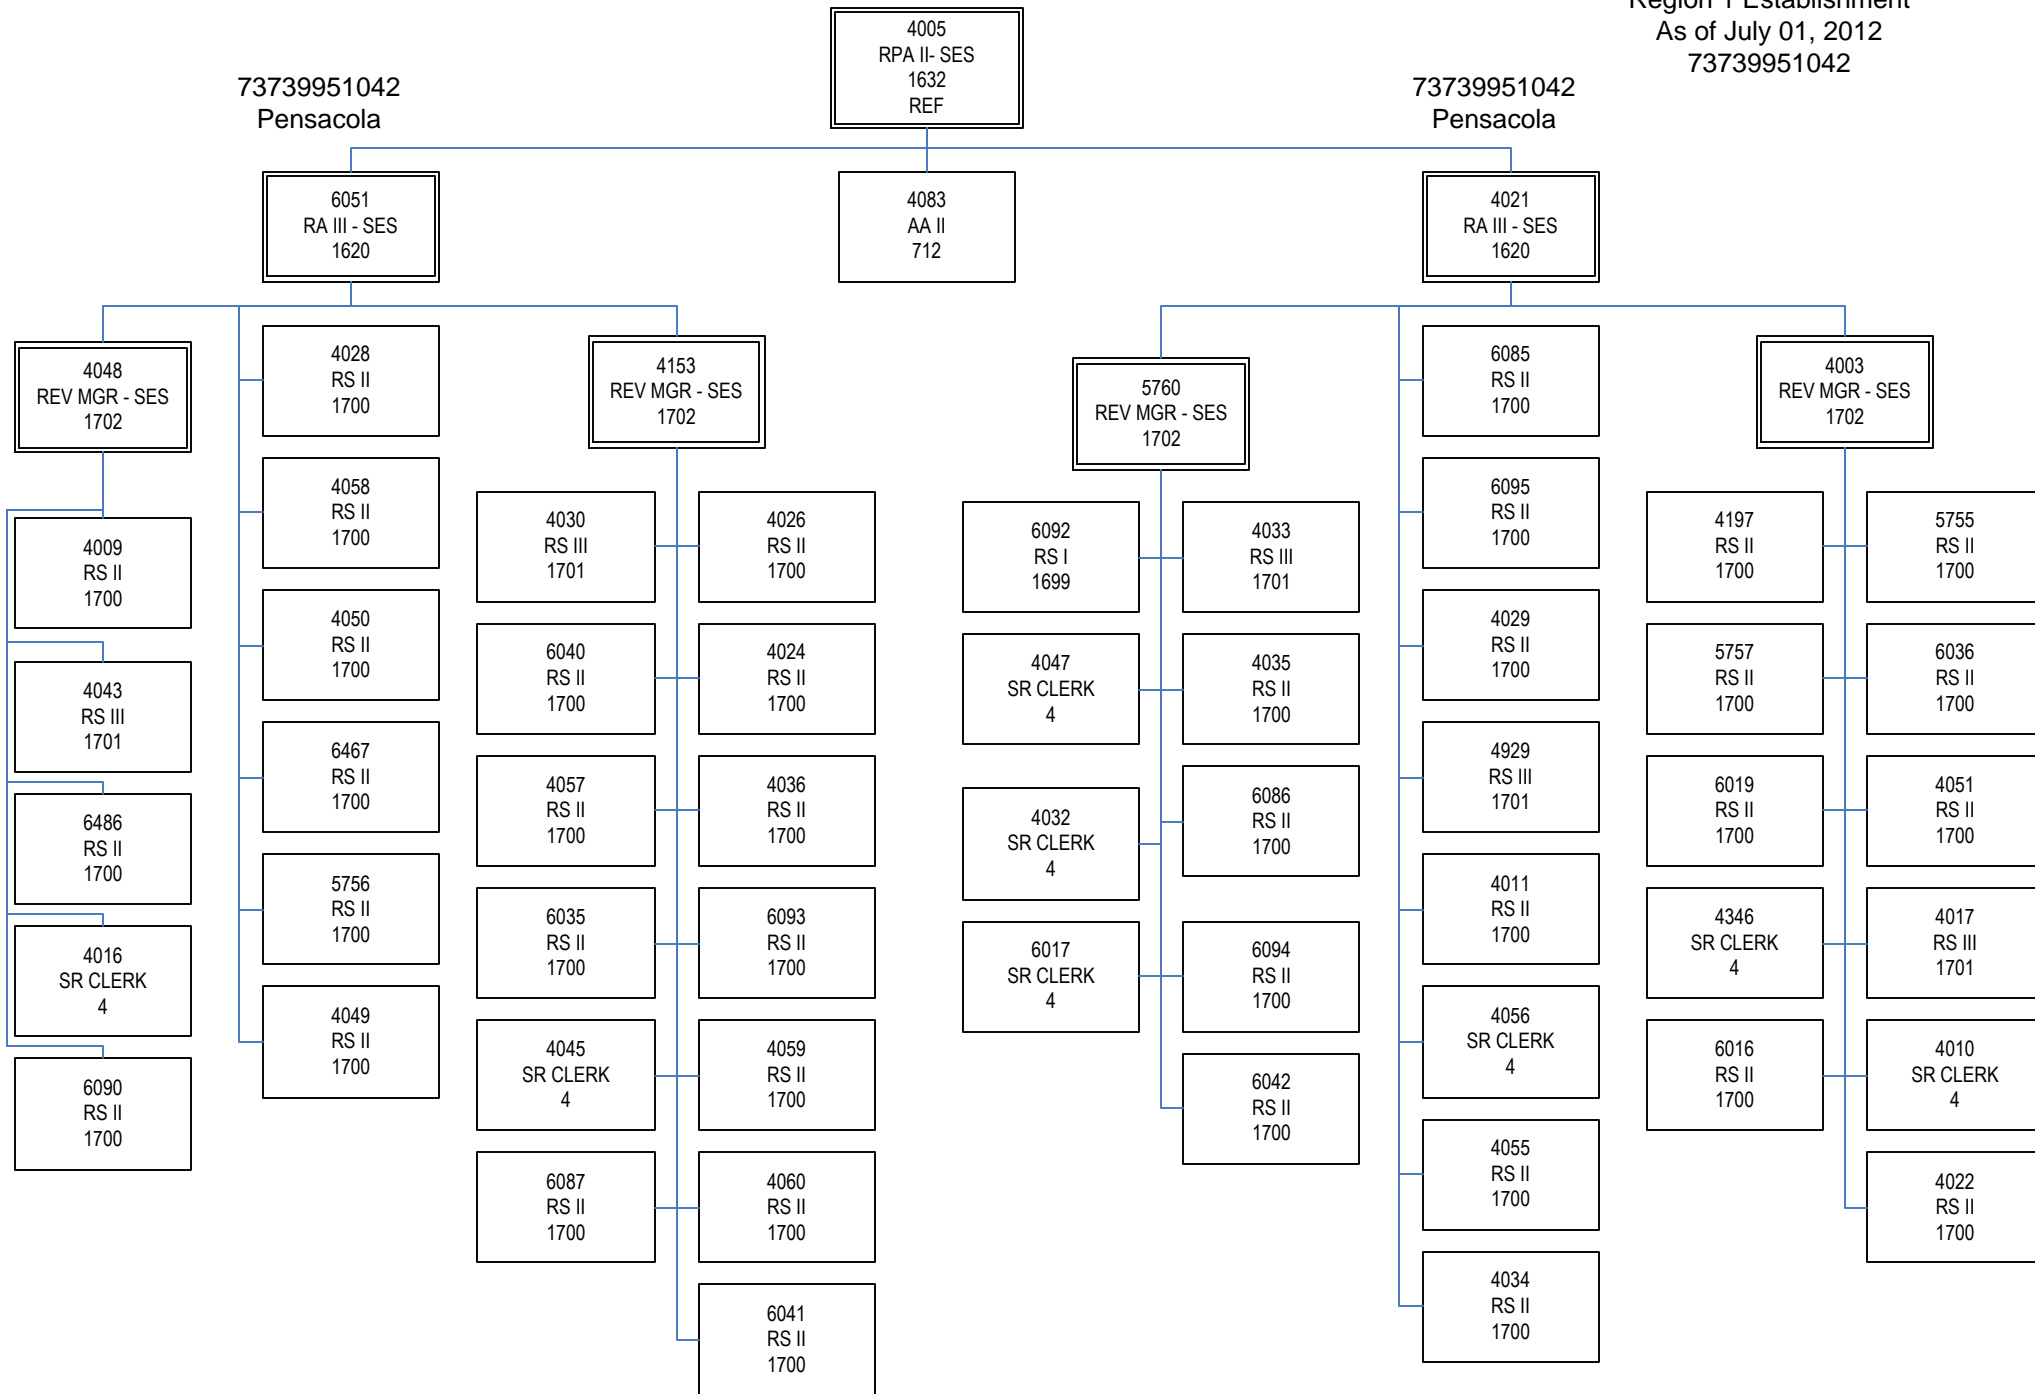 Region 1 Establishment
As of July 01, 2012
73739951042
4005
RPA II- SES
1632
REF
73739951042
Pensacola
73739951042
Pensacola
6051
RA III - SES
1620
4083
AA II
712
4021
RA III - SES
1620
4048
REV MGR - SES
1702
4009
RS II
1700
4043
RS III
1701
6486
RS II
1700
4016
SR CLERK
4
6090
RS II
1700
4028
RS II
1700
4058
RS II
1700
4050
RS II
1700
6467
RS II
1700
5756
RS II
1700
4049
RS II
1700
4153
REV MGR - SES
1702
4030
RS III
1701
4026
RS II
1700
6040
RS II
1700
4024
RS II
1700
4057
RS II
1700
4036
RS II
1700
6035
RS II
1700
6093
RS II
1700
4045
SR CLERK
4
4059
RS II
1700
6087
RS II
1700
4060
RS II
1700
6041
RS II
1700
5760
REV MGR - SES
1702
6092
RS I
1699
4033
RS III
1701
4047
SR CLERK
4
4035
RS II
1700
4032
SR CLERK
4
6086
RS II
1700
6017
SR CLERK
4
6094
RS II
1700
6042
RS II
1700
6085
RS II
1700
6095
RS II
1700
4029
RS II
1700
4929
RS III
1701
4011
RS II
1700
4056
SR CLERK
4
4055
RS II
1700
4034
RS II
1700
4003
REV MGR - SES
1702
4197
RS II
1700
5755
RS II
1700
5757
RS II
1700
6036
RS II
1700
6019
RS II
1700
4051
RS II
1700
4346
SR CLERK
4
4017
RS III
1701
6016
RS II
1700
4010
SR CLERK
4
4022
RS II
1700